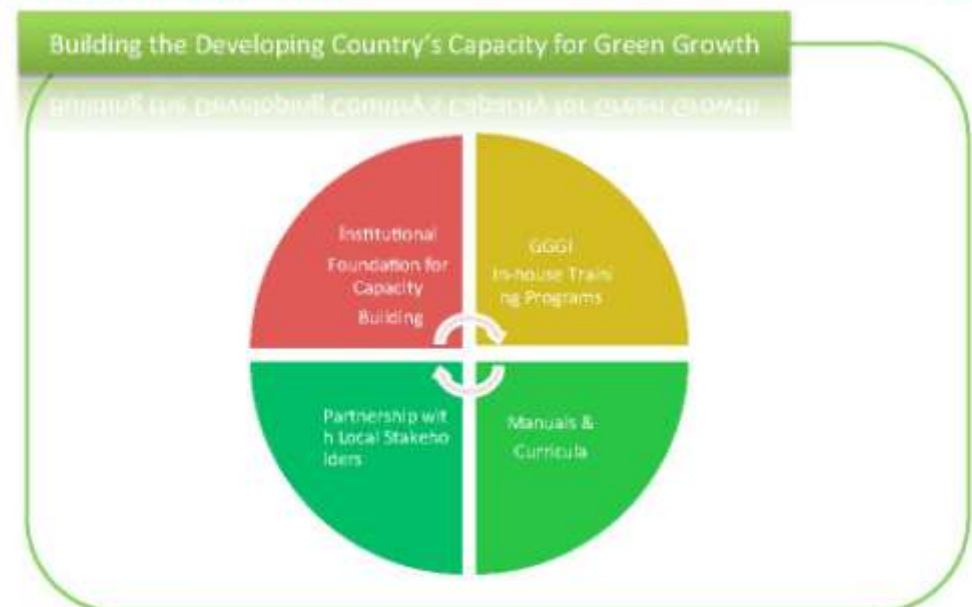 Building the Developing Country's Capacity for Green Growth
Institutional
Foundation for
Capacity
Building
GGGI
In-house Traini
ng Programs
Partnership wit
h Local Stakeho
lders
Manuals &
Curricula